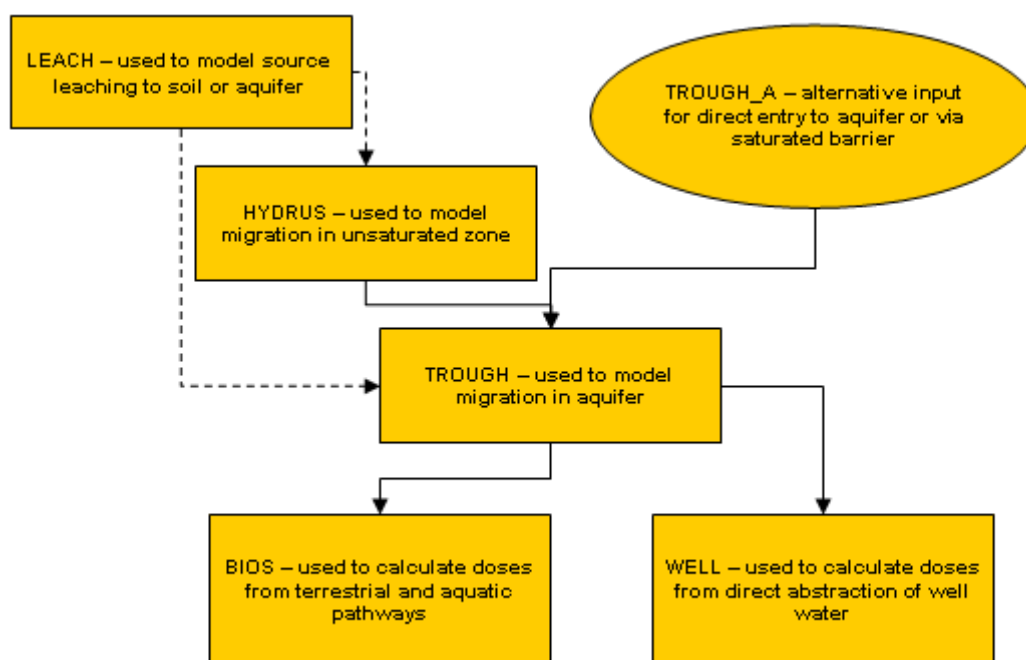 LEACH – used to model source
leaching to soil or aquifer
TROUGH_A – alternative input
for direct entry to aquifer or via
saturated barrier
HYDRUS – used to model
migration in unsaturated zone
TROUGH – used to model
migration in aquifer
BIOS – used to calculate doses
from terrestrial and aquatic
pathways
WELL – used to calculate doses
from direct abstraction of well
water